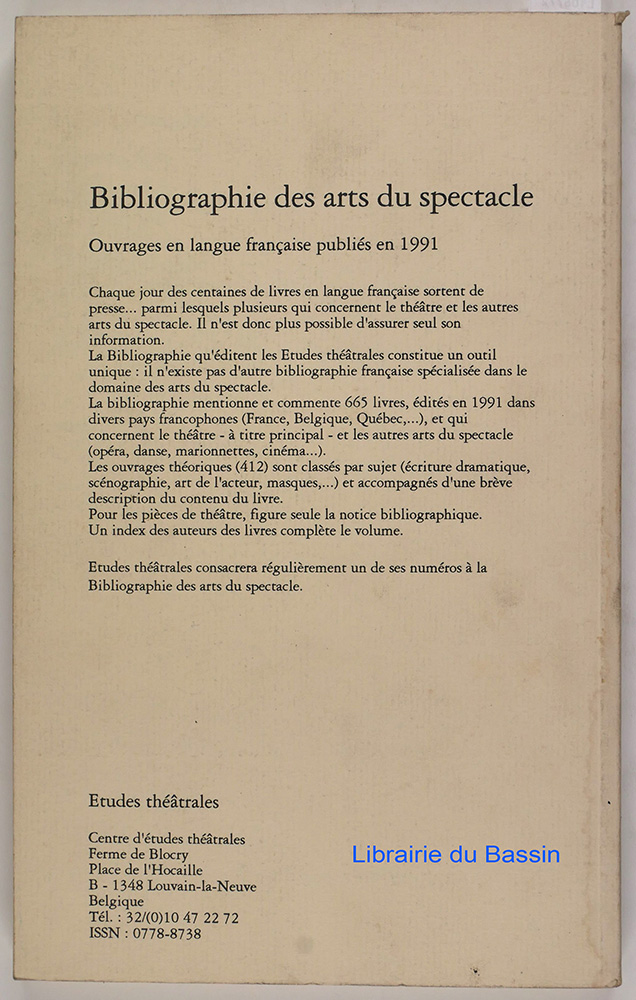 Bibliographie des arts du spectacle
Ouvrages en langue française publiés en 1991
Chaque jour des centaines de livres en langue française sortent de
presse... parmi lesquels plusieurs qui concernent le théâtre et les autres
arts du spectacle. Il n'est donc plus possible d'assurer seul son
information.
La Bibliographie qu'éditent les Etudes théâtrales constitue un outil
unique : il n'existe pas d'autre bibliographie française spécialisée dans le
domaine des arts du spectacle.
La bibliographie mentionne et commente 665 livres, édités en 1991 dans
divers pays francophones (France, Belgique, Québec,...), et qui
concernent le théâtre - à titre principal - et les autres arts du spectacle
(opéra, danse, marionnettes, cinéma...).
Les ouvrages théoriques (412) sont classés par sujet (écriture dramatique,
scénographie, art de l'acteur, masques,...) et accompagnés d'une brève
description du contenu du livre.
Pour les pièces de théâtre, figure seule la notice bibliographique.
Un index des auteurs des livres complète le volume.
Etudes théâtrales consacrera régulièrement un de ses numéros à la
Bibliographie des arts du spectacle.
Etudes théâtrales
Centre d'études théâtrales
Ferme de Blocry
Place de l'Hocaille
B - 1348 Louvain-la-Neuve
Belgique
Tél. : 32/(0)10 47 22 72
ISSN : 0778-8738
Librairie du Bassin